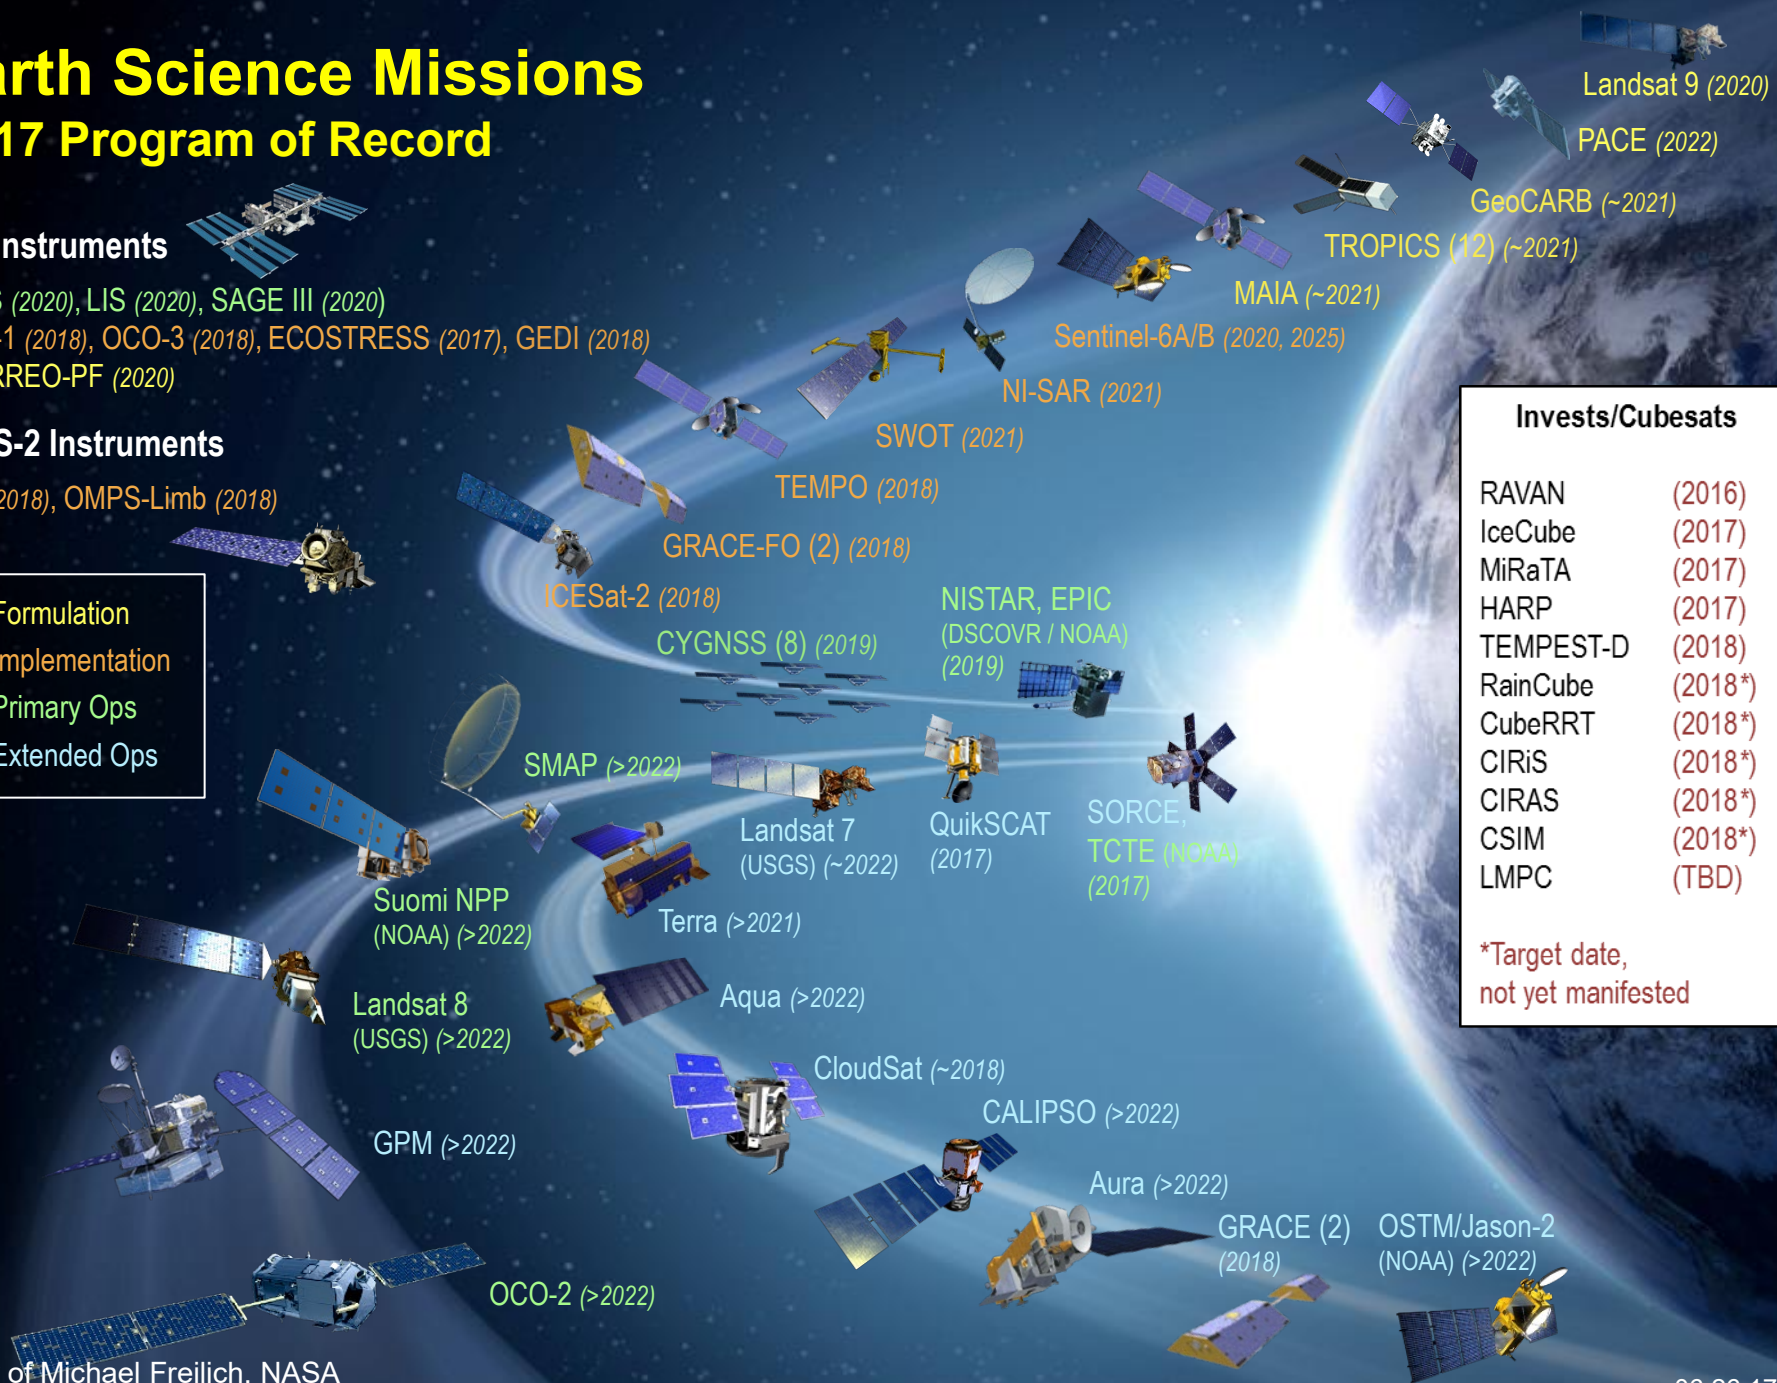 arth Science Missions
17 Program of Record
nstruments
(2020), LIS (2020), SAGE III (2020)
-1 (2018), OCO-3 (2018), ECOSTRESS (2017), GEDI (2018)
RREO-PF (2020)
S-2 Instruments
2018), OMPS-Limb (2018)
Formulation
Implementation
Primary Ops
Extended Ops
Landsat 9 (2020)
PACE (2022)
GeoCARB (~2021)
TROPICS (12) (~2021)
MAIA (~2021)
Sentinel-6A/B (2020, 2025)
NI-SAR (2021)
SWOT (2021)
TEMPO (2018)
GRACE-FO (2) (2018)
ICESat-2 (2018)
CYGNSS (8) (2019)
NISTAR, EPIC
(DSCOVR / NOAA)
(2019)
SMAP (>2022)
Landsat 7
(USGS) (~2022)
QuikSCAT
(2017)
SORCE,
TCTE (NOAA)
(2017)
Suomi NPP
(NOAA) (>2022)
Terra (>2021)
Landsat 8
(USGS) (>2022)
Aqua (>2022)
CloudSat (~2018)
CALIPSO (>2022)
GPM (>2022)
Aura (>2022)
GRACE (2)
(2018)
OSTM/Jason-2
(NOAA) (>2022)
OCO-2 (>2022)
Invests/Cubesats
RAVAN (2016)
IceCube (2017)
MiRaTA (2017)
HARP (2017)
TEMPEST-D (2018)
RainCube (2018*)
CubeRRT (2018*)
CIRiS (2018*)
CIRAS (2018*)
CSIM (2018*)
LMPC (TBD)
*Target date,
not yet manifested
of Michael Freilich, NASA